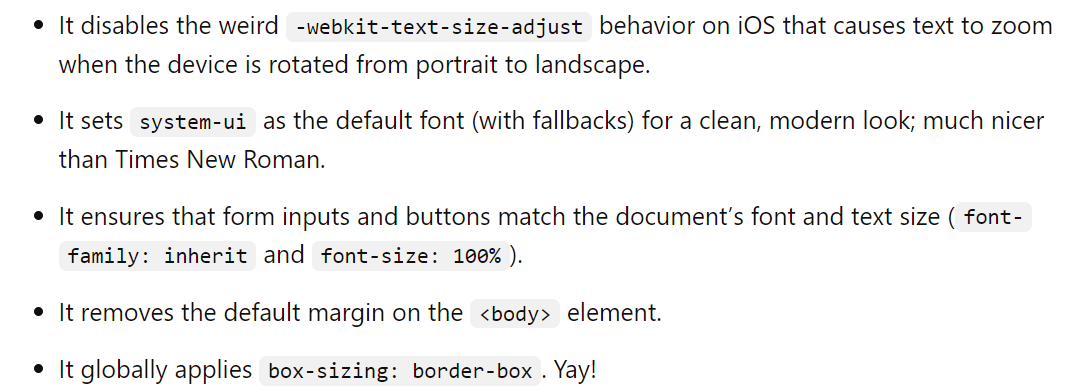 • It disables the weird -webkit-text-size-adjust behavior on iOS that causes text to zoom
when the device is rotated from portrait to landscape.
• It sets system-ui as the default font (with fallbacks) for a clean, modern look; much nicer
than Times New Roman.
• It ensures that form inputs and buttons match the document’s font and text size (font-
family: inherit and font-size: 100%).
• It removes the default margin on the <body> element.
• It globally applies box-sizing: border-box. Yay!